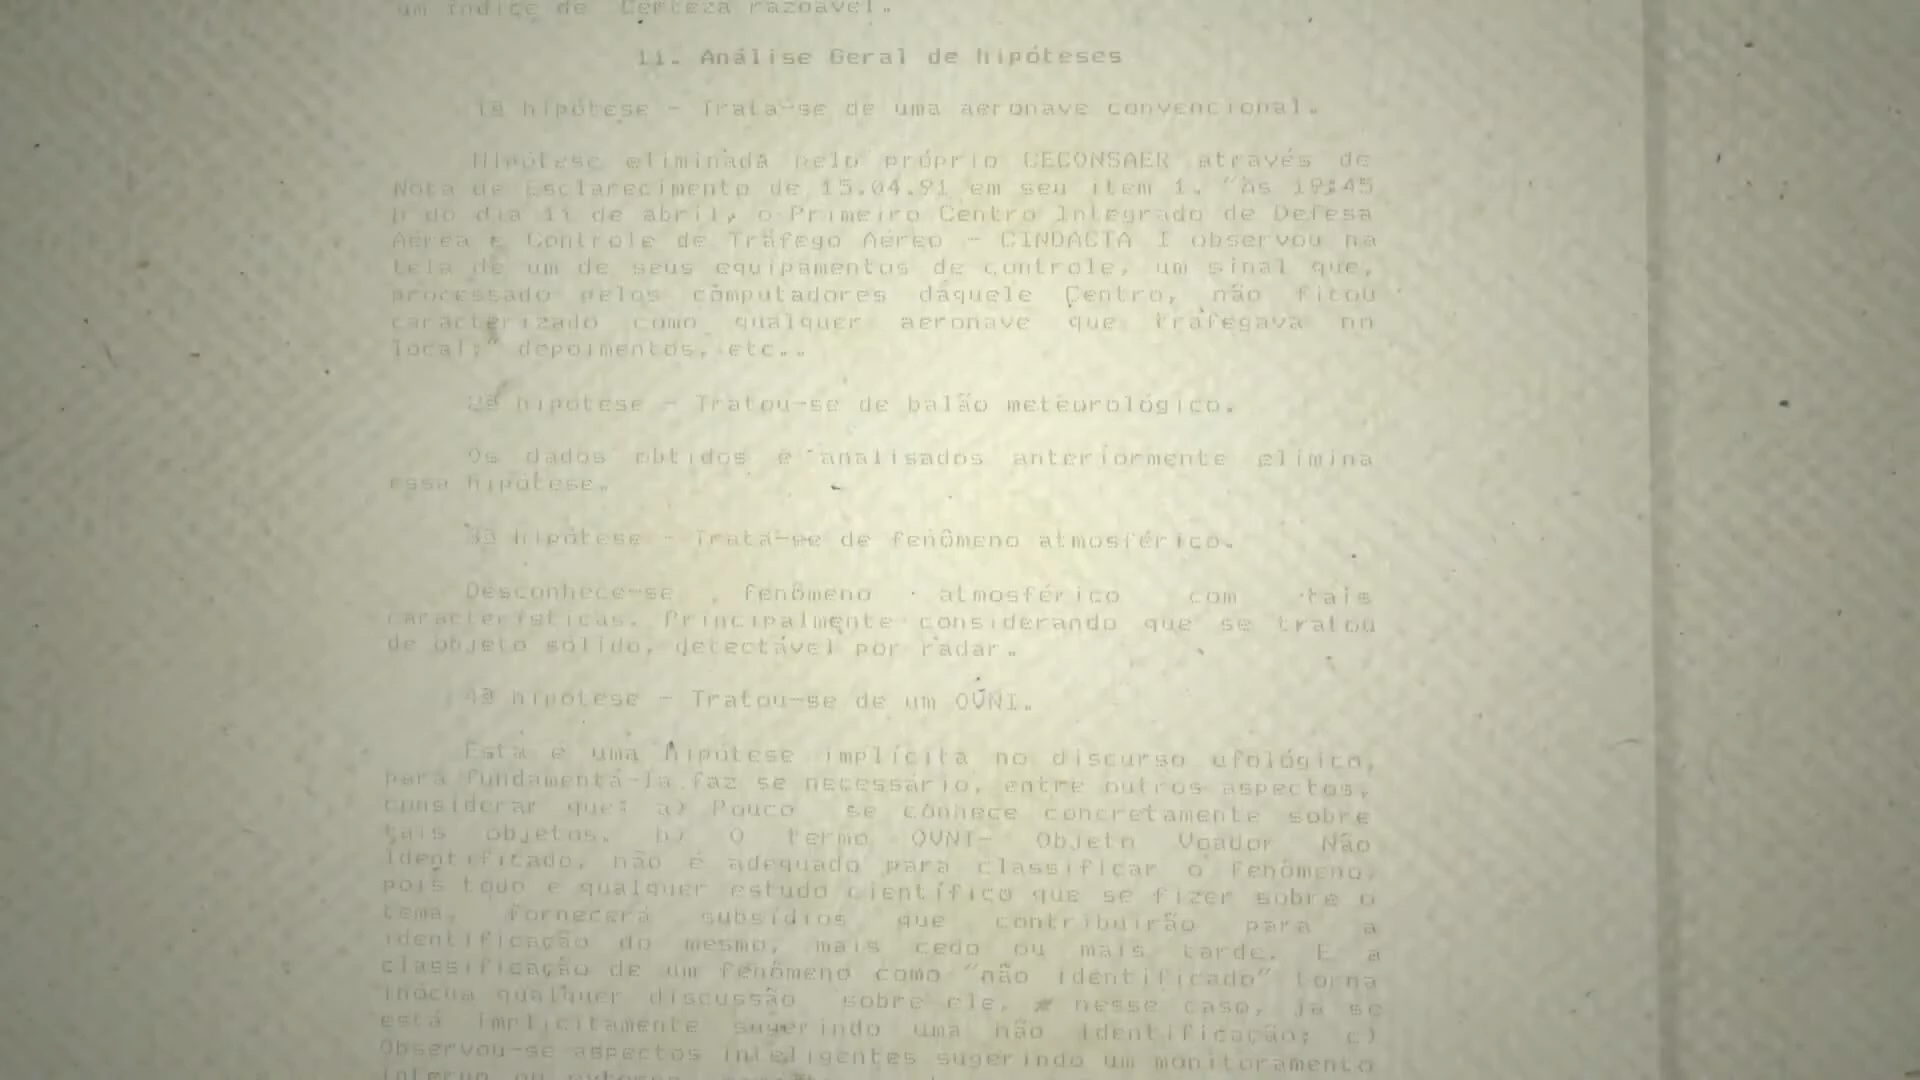 um índice de Certeza razoável.
11. Análise Geral de hipóteses
1ª hipótese - Trata-se de uma aeronave convencional.
Hipótese eliminada pelo próprio CECONSAER através de
Nota de Esclarecimento de 15.04.91 em seu item 1. "às 19:45
h do dia 11 de abril, o Primeiro Centro Integrado de Defesa
Aérea e Controle de Tráfego Aéreo - CINDACTA I observou na
tela de um de seus equipamentos de controle, um sinal que,
processado pelos computadores daquele Centro, não ficou
caracterizado como qualquer aeronave que trafegava no
local;" depoimentos, etc..
2ª hipótese - Tratou-se de balão meteorológico.
Os dados obtidos e analisados anteriormente elimina
essa hipótese.
3ª hipótese - Trata-se de fenômeno atmosférico.
Desconhece-se fenômeno atmosférico com tais
características. Principalmente considerando que se tratou
de objeto sólido, detectável por radar.
4ª hipótese - Tratou-se de um OVNI.
Esta é uma hipótese implícita no discurso ufológico,
para fundamentá-la faz se necessário, entre outros aspectos,
considerar que: a) Pouco se conhece concretamente sobre
tais objetos. b) O termo OVNI- Objeto Voador Não
Identificado, não é adequado para classificar o fenômeno,
pois todo e qualquer estudo científico que se fizer sobre o
tema, fornecerá subsídios que contribuirão para a
identificação do mesmo, mais cedo ou mais tarde. E a
classificação de um fenômeno como "não identificado" torna
inócua qualquer discussão sobre ele, nesse caso, já se
está implicitamente sugerindo uma não identificação; c)
Observou-se aspectos inteligentes sugerindo um monitoramento
interno ou externo